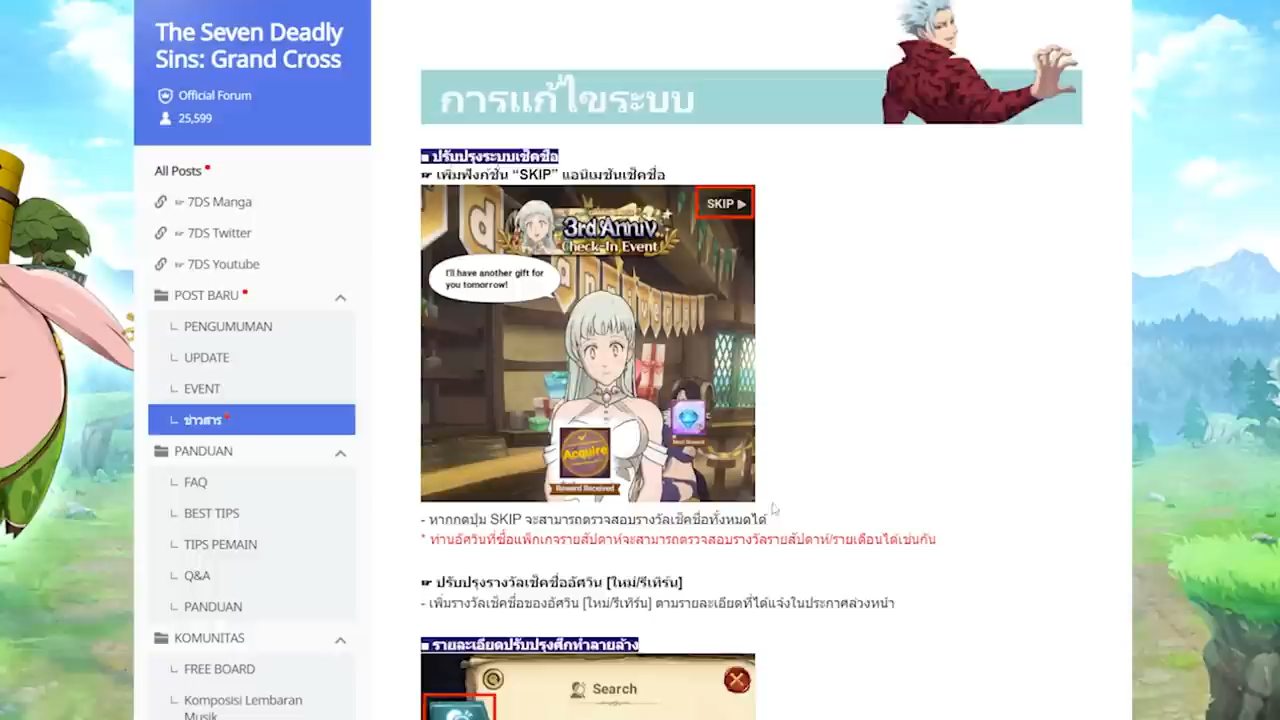 The Seven Deadly
Sins: Grand Cross
Official Forum
25,599
All Posts
7DS Manga
7DS Twitter
7DS Youtube
POST BARU
PENGUMUMAN
UPDATE
EVENT
ข่าวสาร
PANDUAN
FAQ
BEST TIPS
TIPS PEMAIN
Q&A
PANDUAN
KOMUNITAS
FREE BOARD
Komposisi Lembaran
Musik
การแก้ไขระบบ
■ ปรับปรุงระบบเช็คชื่อ
☛ เพิ่มฟังก์ชั่น “SKIP” แอนิเมชันเช็คชื่อ
SKIP
3rd Anniv.
Check-In Event
I'll have another gift for
you tomorrow!
Acquire
Reward Received
Next Reward
- หากกดปุ่ม SKIP จะสามารถตรวจสอบรางวัลเช็คชื่อทั้งหมดได้
* ท่านอัศวินที่ซื้อแพ็กเกจรายสัปดาห์จะสามารถตรวจสอบรางวัลรายสัปดาห์/รายเดือนได้เช่นกัน
☛ ปรับปรุงรางวัลเช็คชื่ออัศวิน [ใหม่/รีเทิร์น]
- เพิ่มรางวัลเช็คชื่อของอัศวิน [ใหม่/รีเทิร์น] ตามรายละเอียดที่ได้แจ้งในประกาศล่วงหน้า
■ รายละเอียดปรับปรุงศึกทำลายล้าง
Search